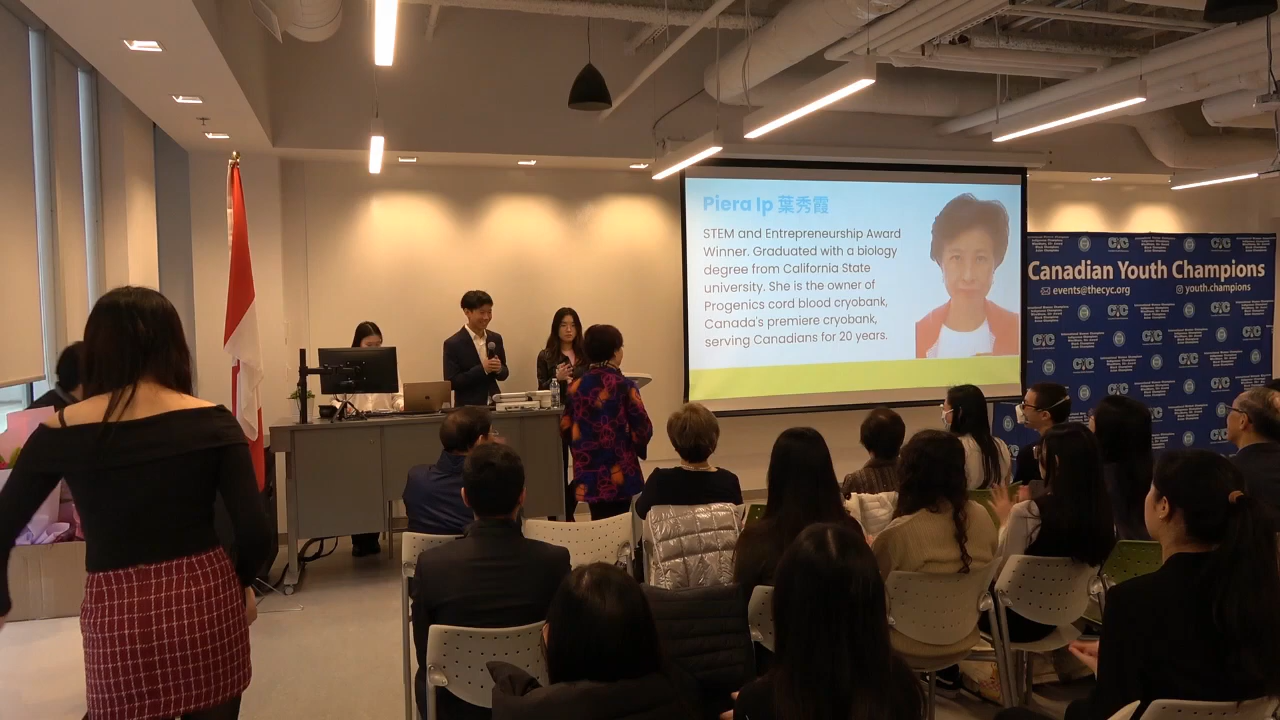 Piera Ip 葉秀霞
STEM and Entrepreneurship Award
Winner. Graduated with a biology
degree from California State
university. She is the owner of
Progenics cord blood cryobank,
Canada's premiere cryobank,
serving Canadians for 20 years.
Canadian Youth Champions
events@thecyc.org
youth.champions